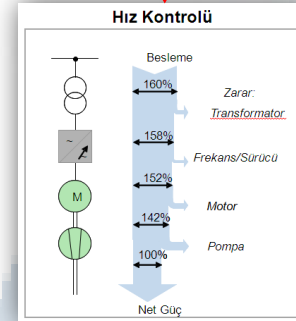 Hız Kontrolü
Besleme
160%
Zarar:
Transformator
158%
Frekans/Sürücü
~
152%
M
Motor
142%
Pompa
100%
Net Güç